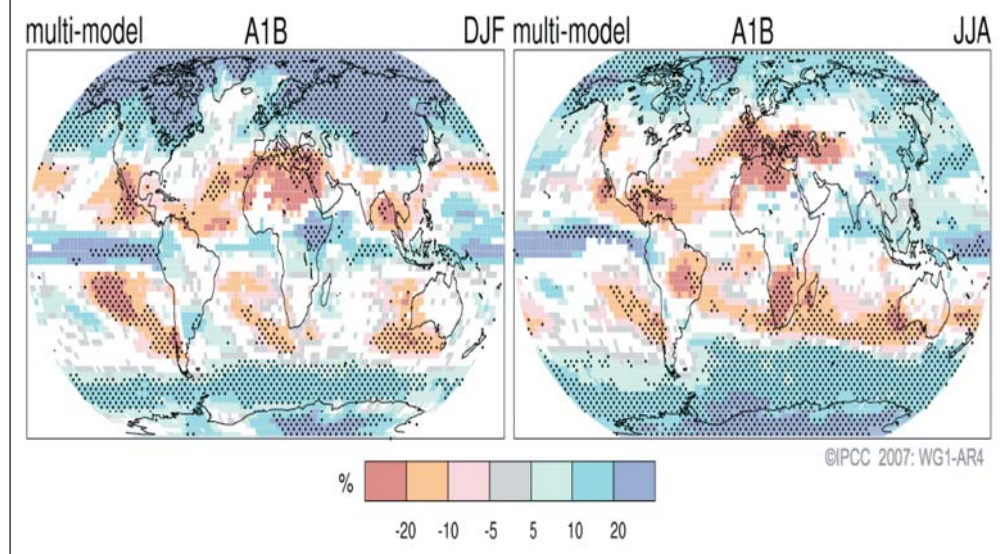 multi-model A1B DJF
multi-model A1B JJA
©IPCC 2007: WG1-AR4
%
-20 -10 -5 5 10 20